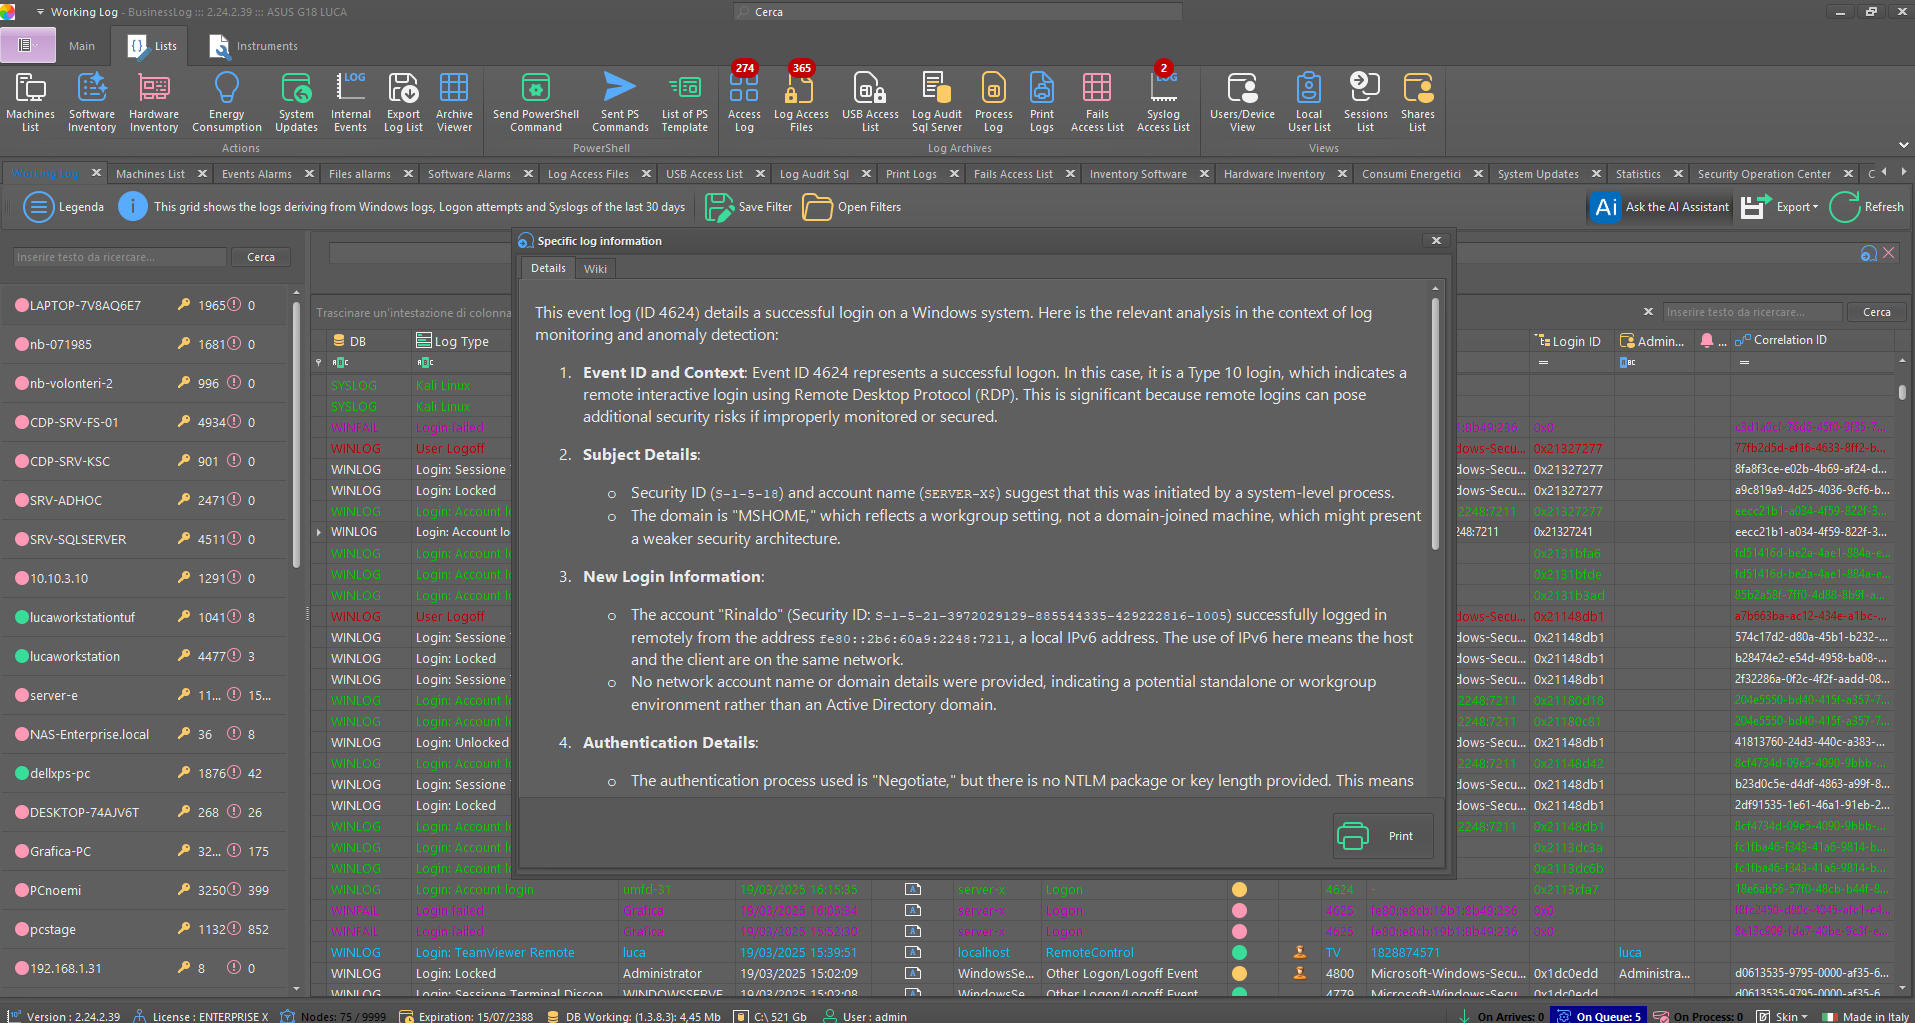 Working Log - BusinessLog ::: 2.24.2.39 ::: ASUS G18 LUCA
Cerca
Main
Lists
Instruments
274
365
2
Machines List
Software Inventory
Hardware Inventory
Energy Consumption
System Updates
LOG
Internal Events
Export Log List
Archive Viewer
Send PowerShell Command
Sent PS Commands
List of PS Template
Access Log
Log Access Files
USB Access List
Log Audit Sql Server
Process Log
Print Logs
Fails Access List
Syslog Access List
Users/Device View
Local User List
Sessions List
Shares List
Actions
PowerShell
Log Archives
Views
Working Log
Machines List
Events Alarms
Files allarms
Software Alarms
Log Access Files
USB Access List
Log Audit Sql
Print Logs
Fails Access List
Inventory Software
Hardware Inventory
Consumi Energetici
System Updates
Statistics
Security Operation Center
C
Legenda
This grid shows the logs deriving from Windows logs, Logon attempts and Syslogs of the last 30 days
Save Filter
Open Filters
Ai Ask the AI Assistant
Export
Refresh
Inserire testo da ricercare...
Cerca
LAPTOP-7V8AQ6E7 1965 0
nb-071985 1681 0
nb-volonteri-2 996 0
CDP-SRV-FS-01 4934 0
CDP-SRV-KSC 901 0
SRV-ADHOC 2471 0
SRV-SQLSERVER 4511 0
10.10.3.10 1291 0
lucaworkstationtuf 1041 8
lucaworkstation 4477 3
server-e 11... 15...
NAS-Enterprise.local 36 8
dellxps-pc 1876 42
DESKTOP-74AJV6T 268 26
Grafica-PC 32... 175
PCnoemi 3250 399
pcstage 1132 852
192.168.1.31 8 0
Specific log information
Details
Wiki
This event log (ID 4624) details a successful login on a Windows system. Here is the relevant analysis in the context of log
monitoring and anomaly detection:
1. Event ID and Context: Event ID 4624 represents a successful logon. In this case, it is a Type 10 login, which indicates a
remote interactive login using Remote Desktop Protocol (RDP). This is significant because remote logins can pose
additional security risks if improperly monitored or secured.
2. Subject Details:
o Security ID (S-1-5-18) and account name (SERVER-X$) suggest that this was initiated by a system-level process.
o The domain is "MSHOME," which reflects a workgroup setting, not a domain-joined machine, which might present
a weaker security architecture.
3. New Login Information:
o The account "Rinaldo" (Security ID: S-1-5-21-3972029129-885544335-429222816-1005) successfully logged in
remotely from the address fe80::2b6:60a9:2248:7211, a local IPv6 address. The use of IPv6 here means the host
and the client are on the same network.
o No network account name or domain details were provided, indicating a potential standalone or workgroup
environment rather than an Active Directory domain.
4. Authentication Details:
o The authentication process used is "Negotiate," but there is no NTLM package or key length provided. This means
Print
Trascinare un'intestazione di colonna
Inserire testo da ricercare...
Cerca
DB
Log Type
Login ID
Admin...
...
Correlation ID
SYSLOG Kali Linux
SYSLOG Kali Linux
WINFAIL Login failed 0x0
WINLOG User Logoff dows-Secu... 0x21327277 77fb2d5d-ef16-4633-8ff2-b...
WINLOG Login: Sessione dows-Secu... 0x21327277 8fa8f3ce-e02b-4b69-af24-d...
WINLOG Login: Locked dows-Secu... 0x21327277 a9c819a9-4d25-4036-9cf6-b...
WINLOG Login: Account lo 2248:7211 0x21327277 eecc21b1-a034-4f59-822f-3...
WINLOG Login: Account lo 248:7211 0x21327241 eecc21b1-a034-4f59-822f-3...
WINLOG Login: Account l 0x2131bfa6 fd51416d-be2a-4ae1-884a-e...
WINLOG Login: Account l 0x2131bfde fd51416d-be2a-4ae1-884a-e...
WINLOG Login: Account l 0x2131b3ad
WINLOG User Logoff dows-Secu... 0x21148db1 a7b663ba-ac12-434e-a1bc-...
WINLOG Login: Sessione dows-Secu... 0x21148db1 574c17d2-d80a-45b1-b232-...
WINLOG Login: Locked dows-Secu... 0x21148db1 b28474e2-e54d-4958-ba08-...
WINLOG Login: Sessione dows-Secu... 0x21148db1 2f32286a-0f2c-4f2f-aadd-08...
WINLOG Login: Account l 2248:7211 0x21180d18 204e5550-bd40-415f-a357-7...
WINLOG Login: Account l 2248:7211 0x21180c81 204e5550-bd40-415f-a357-7...
WINLOG Login: Unlocked dows-Secu... 0x21148db1 41813760-24d3-440c-a383-...
WINLOG Login: Account l 2248:7211 0x21148d42 8cf4734d-09e5-4090-9bbb-...
WINLOG Login: Sessione dows-Secu... 0x21148db1 b23d0c5e-d4df-4863-a99f-8...
WINLOG Login: Locked dows-Secu... 0x21148db1 2df91535-1e61-46a1-91eb-2...
WINLOG Login: Account l 2248:7211 0x21148db1 8cf4734d-09e5-4090-9bbb-...
WINLOG Login: Account l 0x2113dc3a fc1fba46-f343-41a6-9814-b...
WINLOG Login: Account l 0x2113dc6b fc1fba46-f343-41a6-9814-b...
WINLOG Login: Account login umfd-31 19/03/2025 16:15:35 server-x Logon 4624 - 0x2113cfa7
WINFAIL Login failed Grafica server-x Logon 4625 0x0
WINFAIL Login failed Grafica 19/03/2025 15:52:30 server-x Logon 4625 0x0
WINLOG Login: TeamViewer Remote luca 19/03/2025 15:39:51 localhost RemoteControl TV 1828874571 luca
WINLOG Login: Locked Administrator 19/03/2025 15:02:09 WindowsSe... Other Logon/Logoff Event 4800 Microsoft-Windows-Secu... 0x1dc0edd Administra... d0613535-9795-0000-af35-6...
WINLOG Login: Sessione Terminal Discon WINDOWSSERVE 19/03/2025 15:02:08 WindowsSe... Other Logon/Logoff Event 4779 Microsoft-Windows-Secu... 0x1dc0edd d0613535-9795-0000-af35-6...
Version : 2.24.2.39
License : ENTERPRISE X
Nodes: 75 / 9999
Expiration: 15/07/2388
DB Working: (1.3.8.3): 4,45 Mb
C:\ 521 Gb
User : admin
On Arrives: 0
On Queue: 5
On Process: 0
Skin
Made in Italy